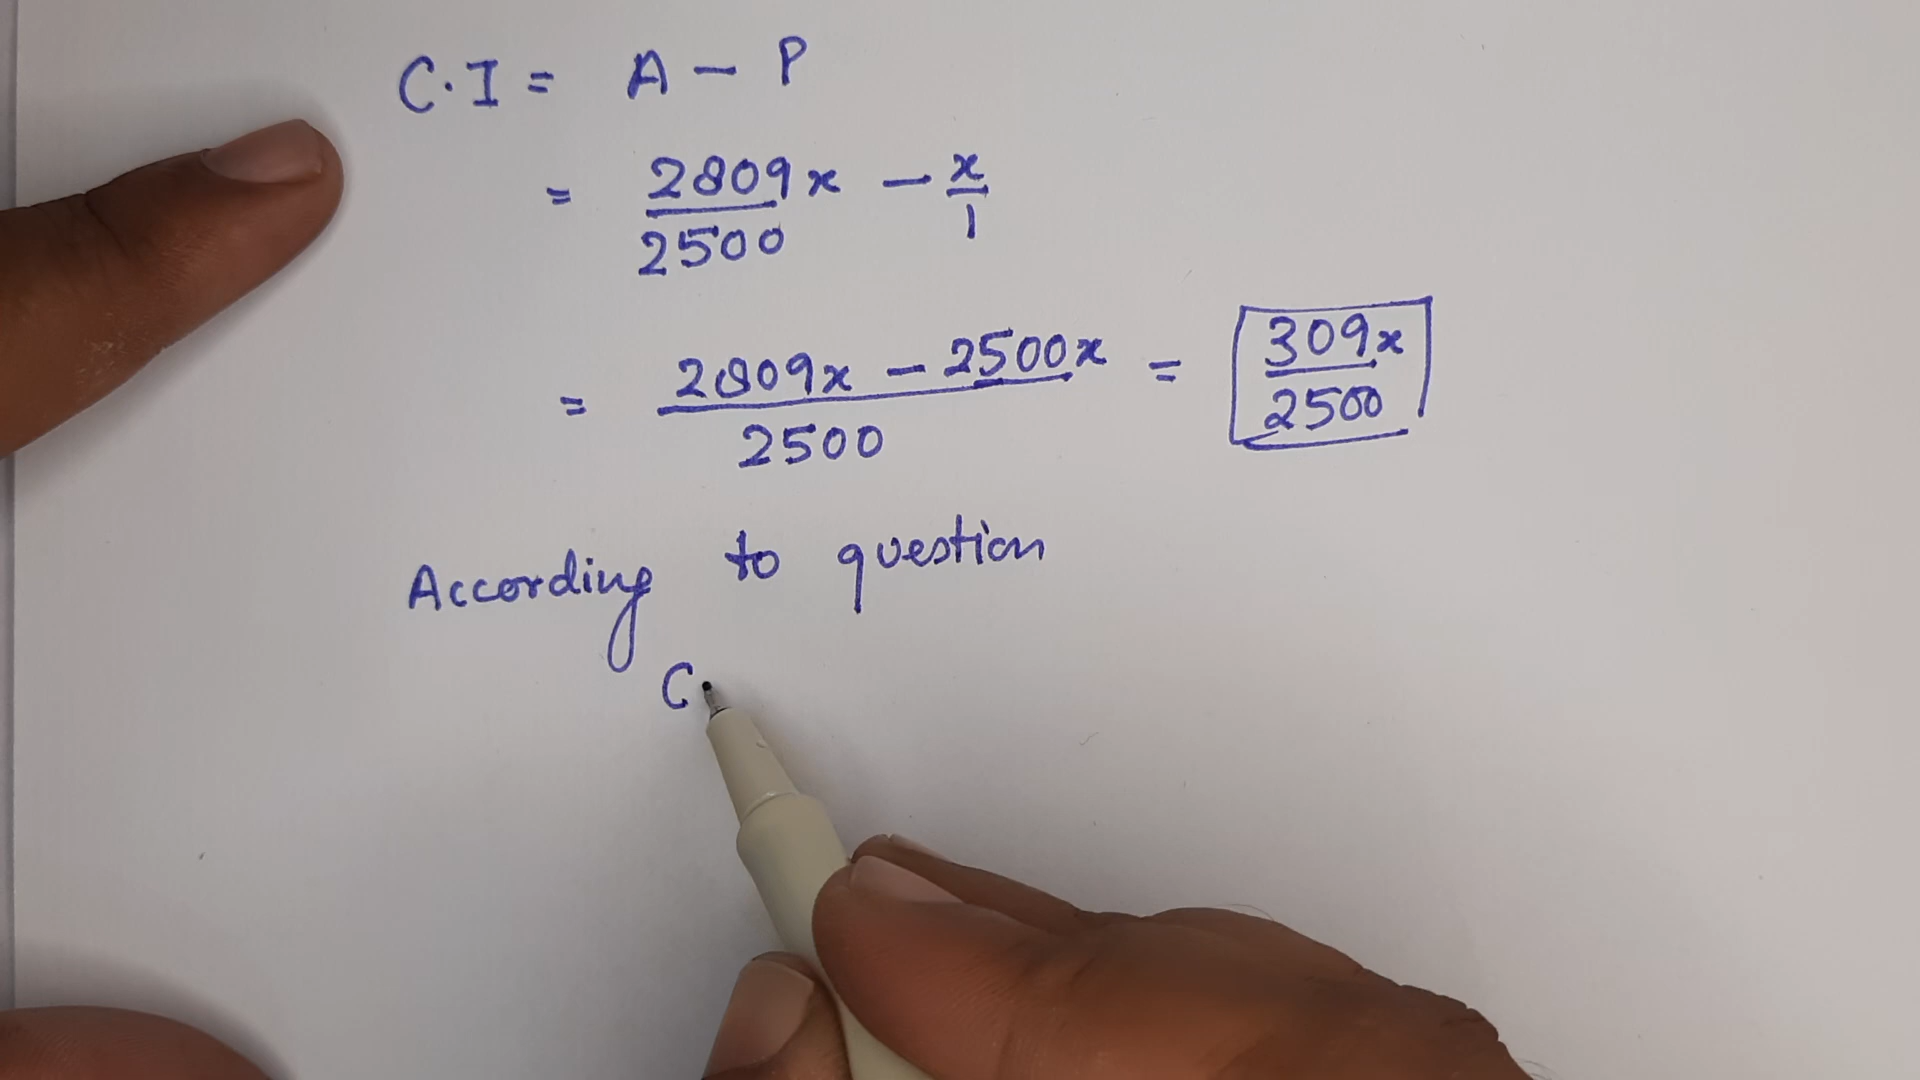 C.I = A - P
= 2809x/2500 - x/1
= 2809x - 2500x/2500 = 309x/2500
According to question
C.